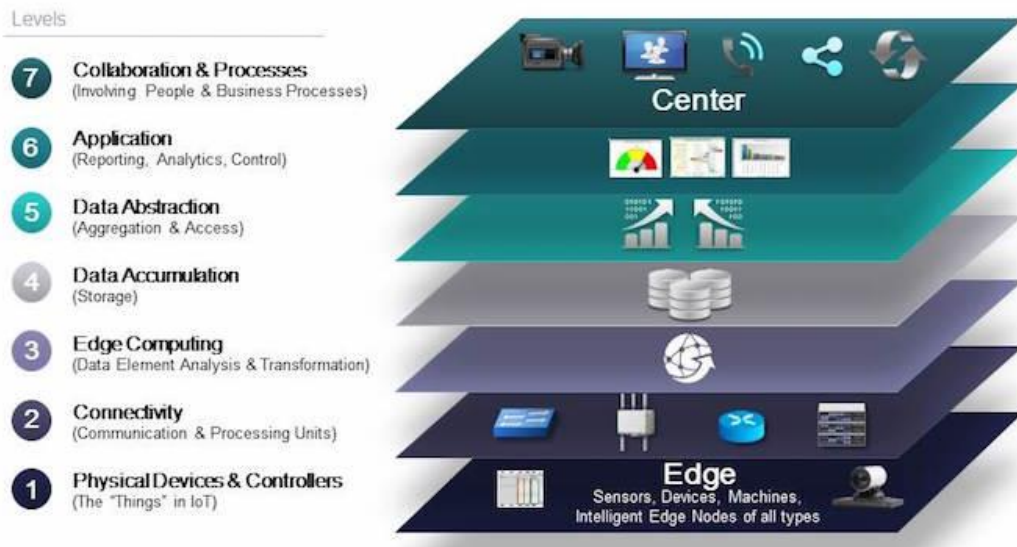 Levels
7
Collaboration & Processes
(Involving People & Business Processes)
6
Application
(Reporting, Analytics, Control)
5
Data Abstraction
(Aggregation & Access)
4
Data Accumulation
(Storage)
3
Edge Computing
(Data Element Analysis & Transformation)
2
Connectivity
(Communication & Processing Units)
1
Physical Devices & Controllers
(The "Things" in IoT)
Center
Edge
Sensors, Devices, Machines,
Intelligent Edge Nodes of all types